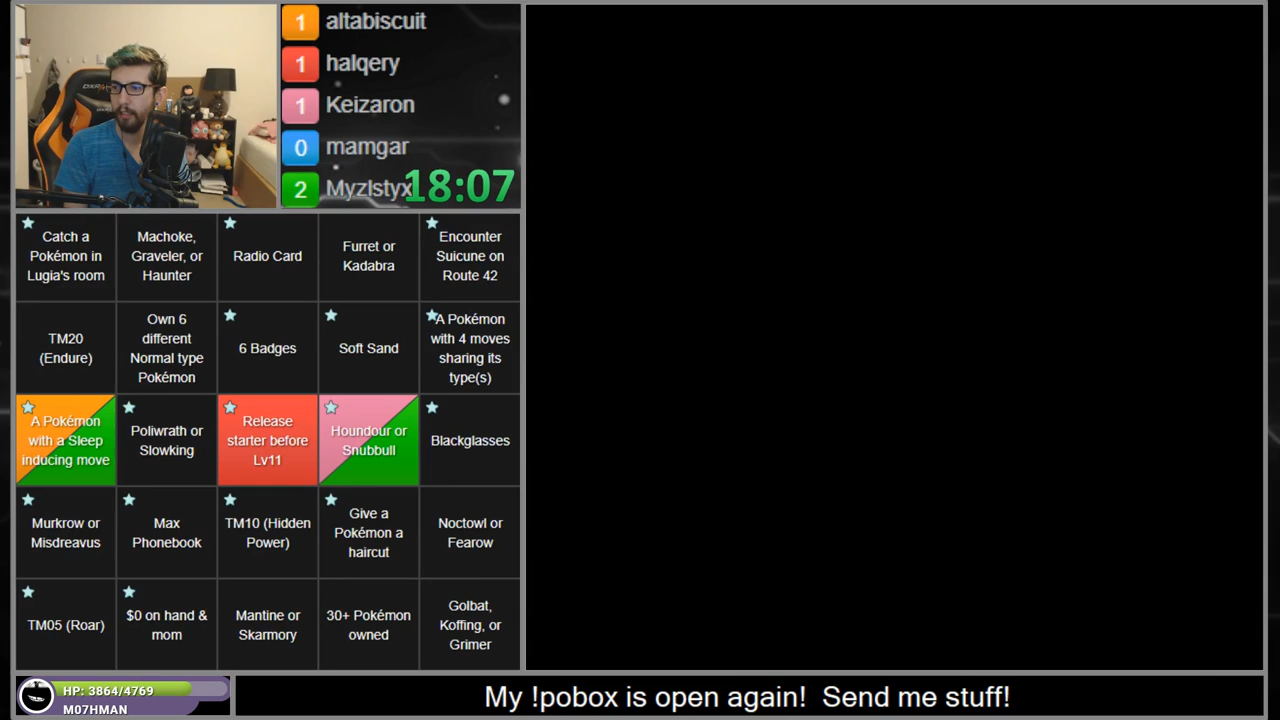 1 altabiscuit
1 halqery
1 Keizaron
0 mamgar
2 MyzIstyx
18:07
Catch a
Pokémon in
Lugia's room
Machoke,
Graveler, or
Haunter
Radio Card
Furret or
Kadabra
Encounter
Suicune on
Route 42
TM20
(Endure)
Own 6
different
Normal type
Pokémon
6 Badges
Soft Sand
A Pokémon
with 4 moves
sharing its
type(s)
A Pokémon
with a Sleep
inducing move
Poliwrath or
Slowking
Release
starter before
Lv11
Houndour or
Snubbull
Blackglasses
Murkrow or
Misdreavus
Max
Phonebook
TM10 (Hidden
Power)
Give a
Pokémon a
haircut
Noctowl or
Fearow
TM05 (Roar)
$0 on hand &
mom
Mantine or
Skarmory
30+ Pokémon
owned
Golbat,
Koffing, or
Grimer
HP: 3864/4769
M07HMAN
My !pobox is open again! Send me stuff!